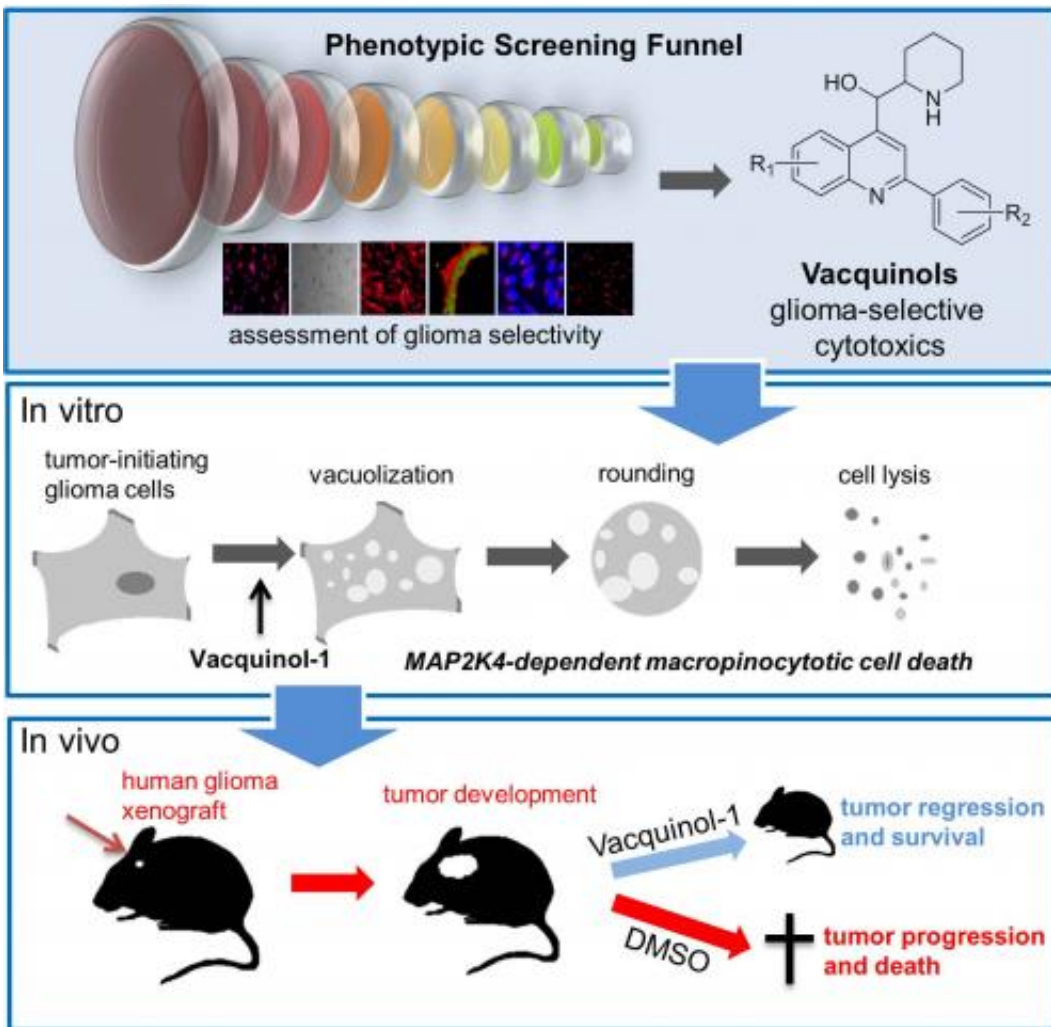 Phenotypic Screening Funnel
HO
N
H
R1
N
R2
assessment of glioma selectivity
Vacquinols
glioma-selective
cytotoxics
In vitro
tumor-initiating
glioma cells
vacuolization
rounding
cell lysis
Vacquinol-1
MAP2K4-dependent macropinocytotic cell death
In vivo
human glioma
xenograft
tumor development
Vacquinol-1
tumor regression
and survival
DMSO
tumor progression
and death